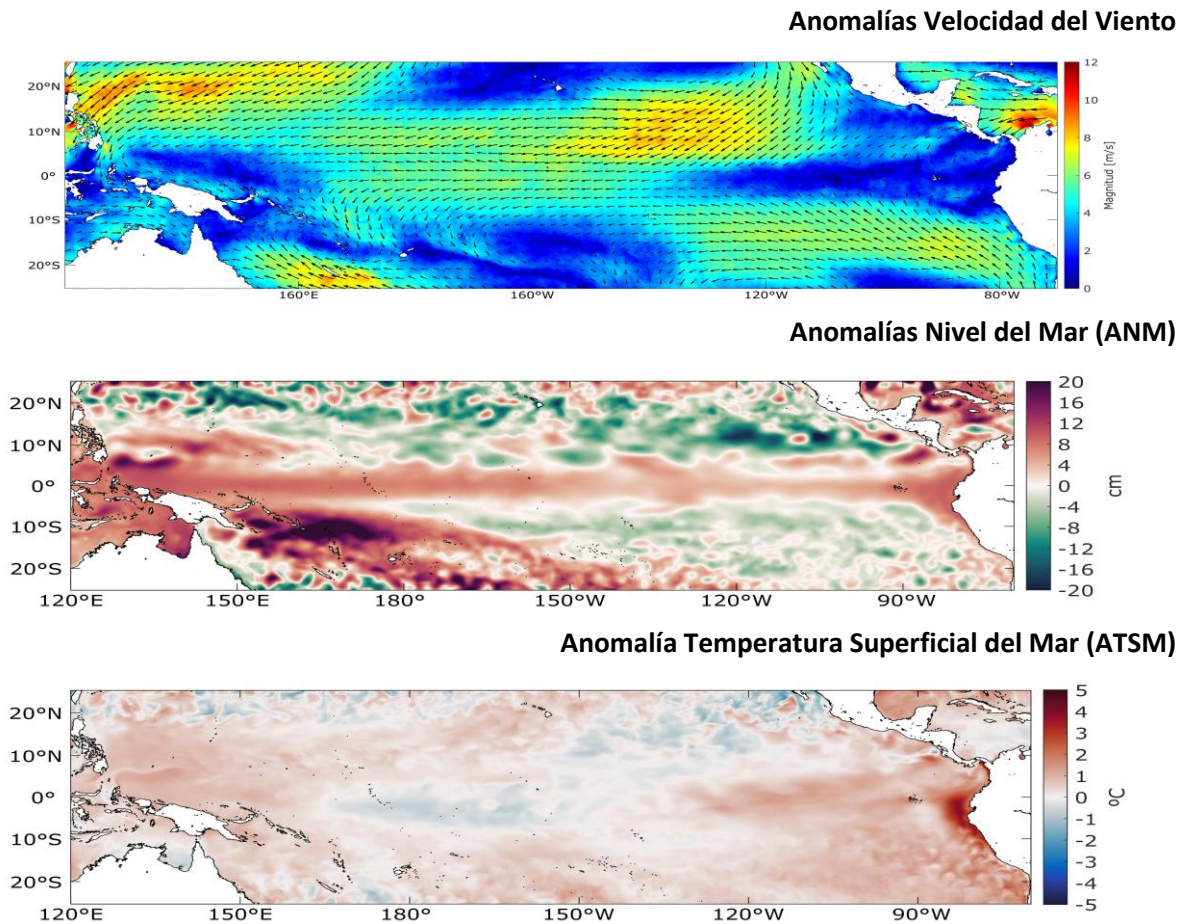 Anomalías Velocidad del Viento
12
20°N
10
10°N
8
0°
6
Magnitud [m/s]
4
10°S
2
20°S
0
160°E 160°W 120°W 80°W
Anomalías Nivel del Mar (ANM)
20
20°N
16
12
10°N
8
4
0°
0
cm
-4
10°S
-8
-12
20°S
-16
-20
120°E 150°E 180°E 150°W 120°W 90°W
Anomalía Temperatura Superficial del Mar (ATSM)
5
20°N
4
3
10°N
2
1
0°
0
ºC
-1
10°S
-2
-3
20°S
-4
-5
120°E 150°E 180°E 150°W 120°W 90°W